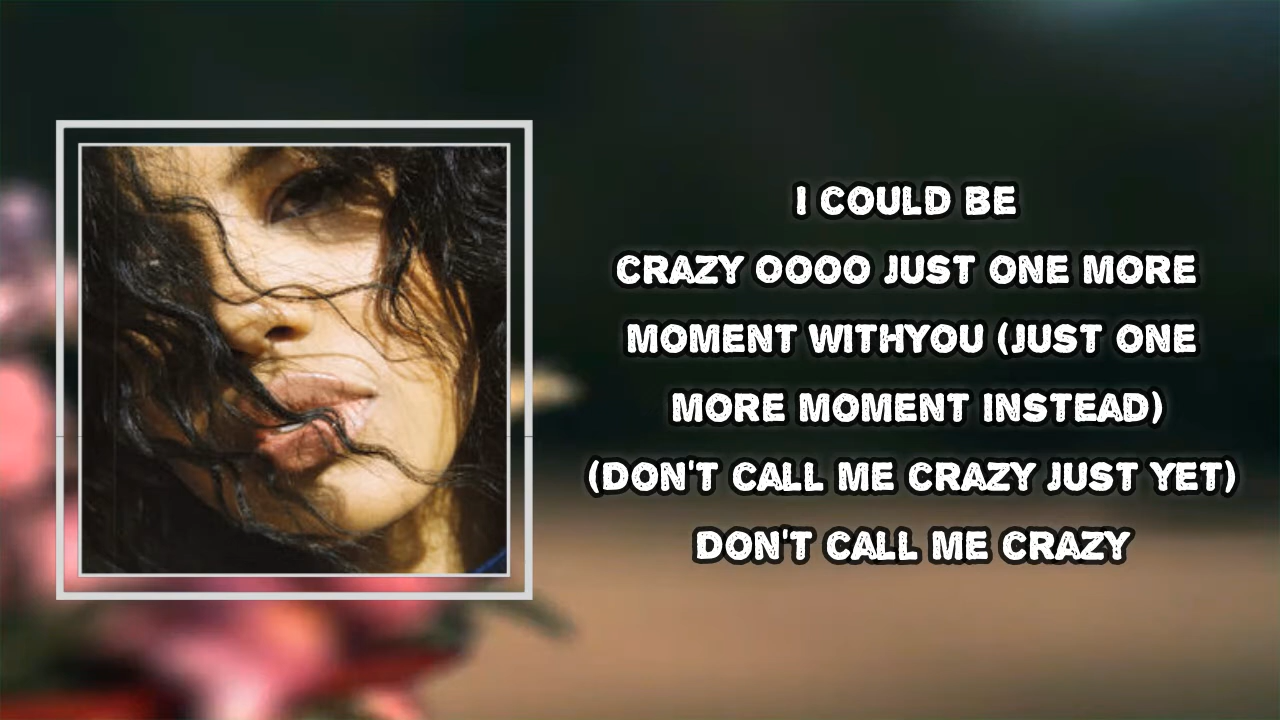 I COULD BE
CRAZY OOOO JUST ONE MORE
MOMENT WITHYOU (JUST ONE
MORE MOMENT INSTEAD)
(DON'T CALL ME CRAZY JUST YET)
DON'T CALL ME CRAZY